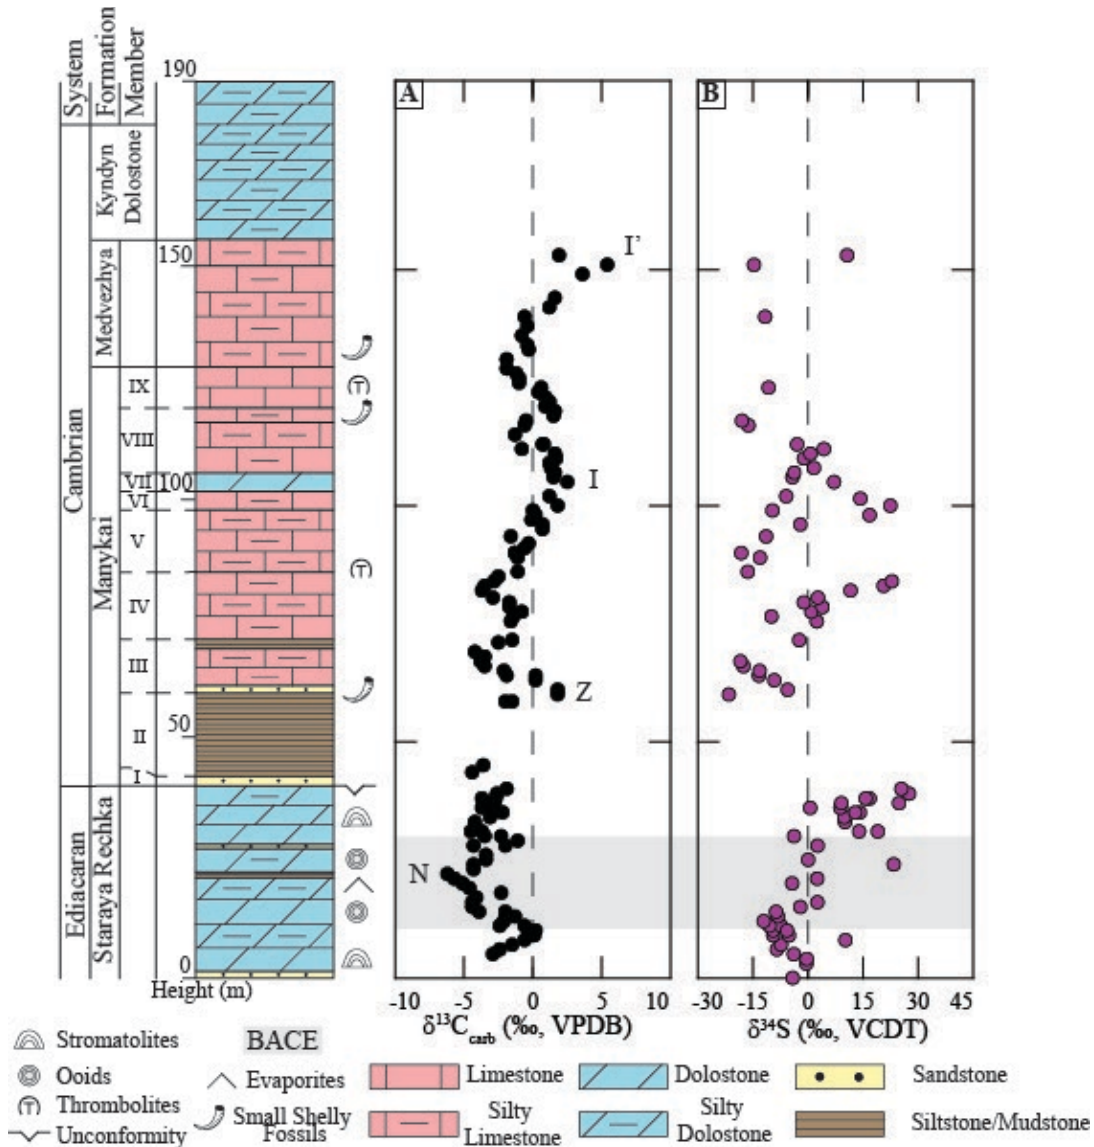 System
Formation
Member
190
A
B
Kyndyn
Dolostone
150
I’
Medvezhya
Cambrian
IX
VIII
VII
100
I
VI
V
Manykai
IV
III
Z
II
50
I
Ediacaran
Staraya Rechka
N
0
Height (m)
-10 -5 0 5 10
-30 -15 0 15 30 45
δ¹³C carb (‰, VPDB)
δ³⁴S (‰, VCDT)
Stromatolites
BACE
Ooids
Evaporites
Limestone
Dolostone
Sandstone
Thrombolites
Small Shelly
Fossils
Silty
Limestone
Silty
Dolostone
Siltstone/Mudstone
Unconformity